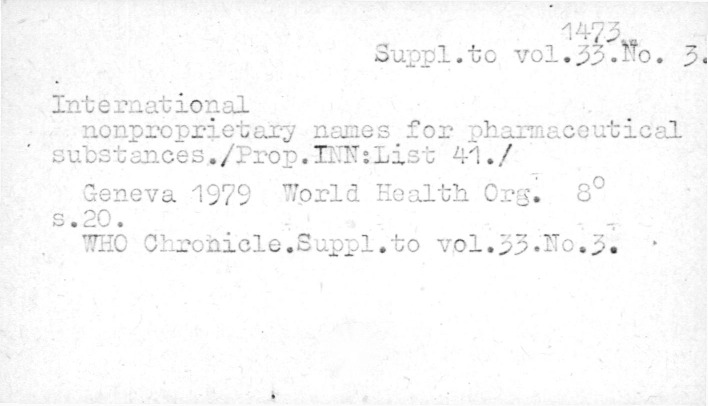 1473
Suppl.to vol.33.No. 3.
International
nonproprietary names for pharmaceutical
substances./Prop.INN:List 41./
Geneva 1979 World Health Org. 8°
s.20.
WHO Chronicle.Suppl.to vol.33.No.3.